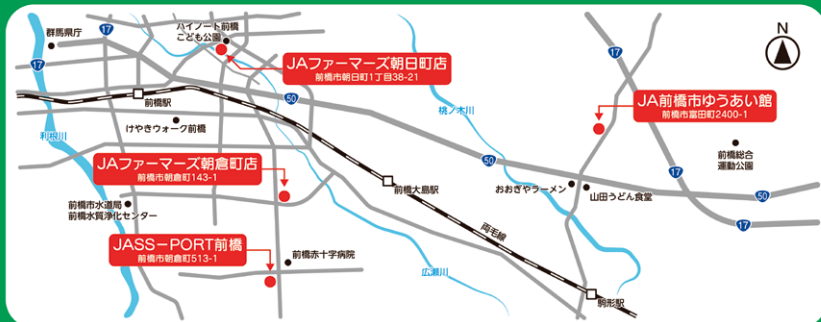 17
ハイノート前橋
こども公園
群馬県庁
17
N
JAファーマーズ朝日町店
前橋市朝日町1丁目38-21
17
50
前橋駅
桃ノ木川
JA前橋市ゆうあい館
前橋市富田町2400-1
利根川
けやきウォーク前橋
前橋総合
運動公園
JAファーマーズ朝倉町店
前橋市朝倉町143-1
50
17
前橋大島駅
おおぎやラーメン
山田うどん食堂
50
前橋市水道局
前橋水質浄化センター
17
JASS-PORT前橋
前橋市朝倉町513-1
両毛線
前橋赤十字病院
広瀬川
駒形駅